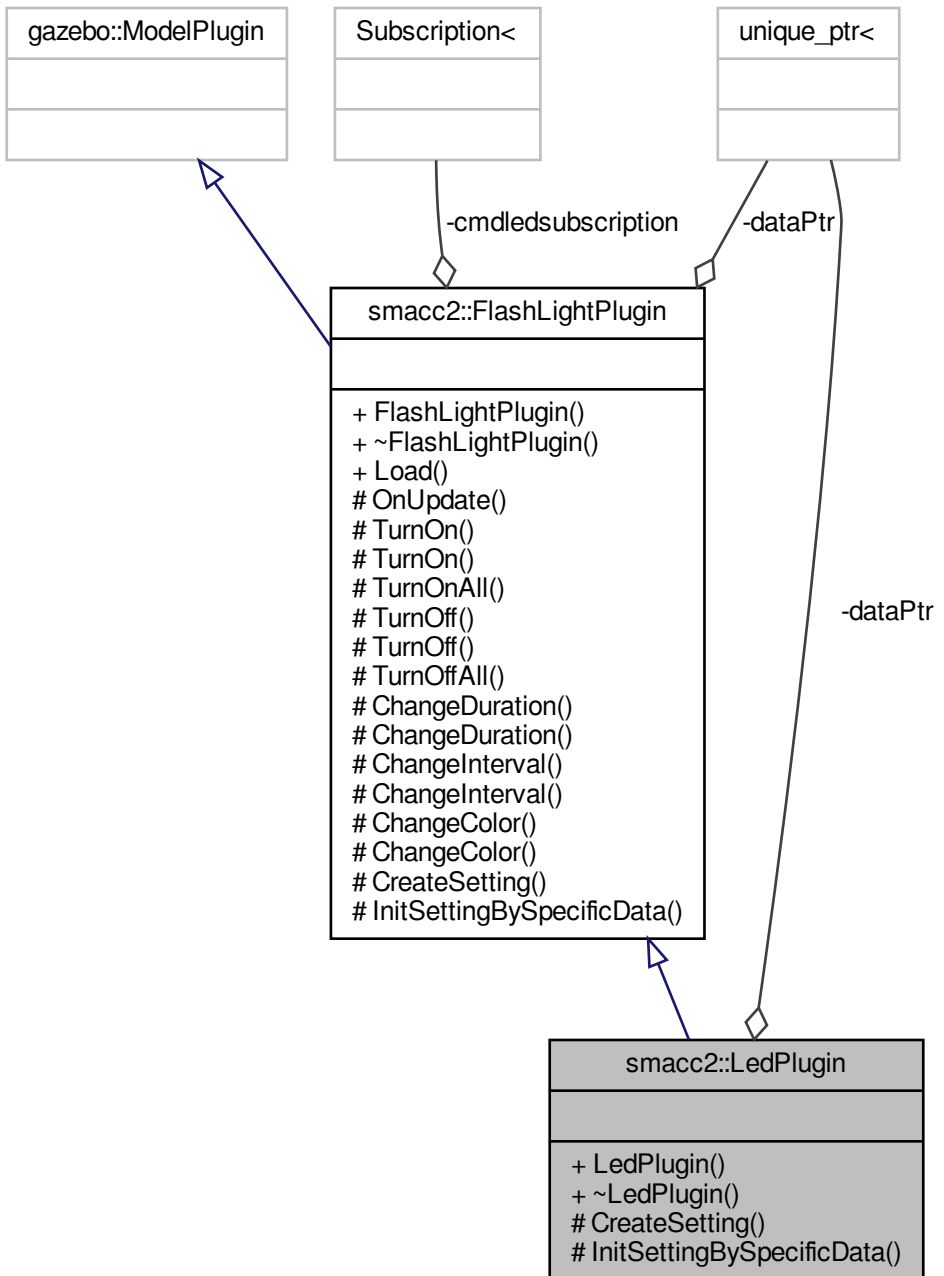 gazebo::ModelPlugin
Subscription<
unique_ptr<
-cmdledsubscription
-dataPtr
smacc2::FlashLightPlugin
+ FlashLightPlugin()
+ ~FlashLightPlugin()
+ Load()
# OnUpdate()
# TurnOn()
# TurnOn()
# TurnOnAll()
# TurnOff()
# TurnOff()
# TurnOffAll()
# ChangeDuration()
# ChangeDuration()
# ChangeInterval()
# ChangeInterval()
# ChangeColor()
# ChangeColor()
# CreateSetting()
# InitSettingBySpecificData()
-dataPtr
smacc2::LedPlugin
+ LedPlugin()
+ ~LedPlugin()
# CreateSetting()
# InitSettingBySpecificData()